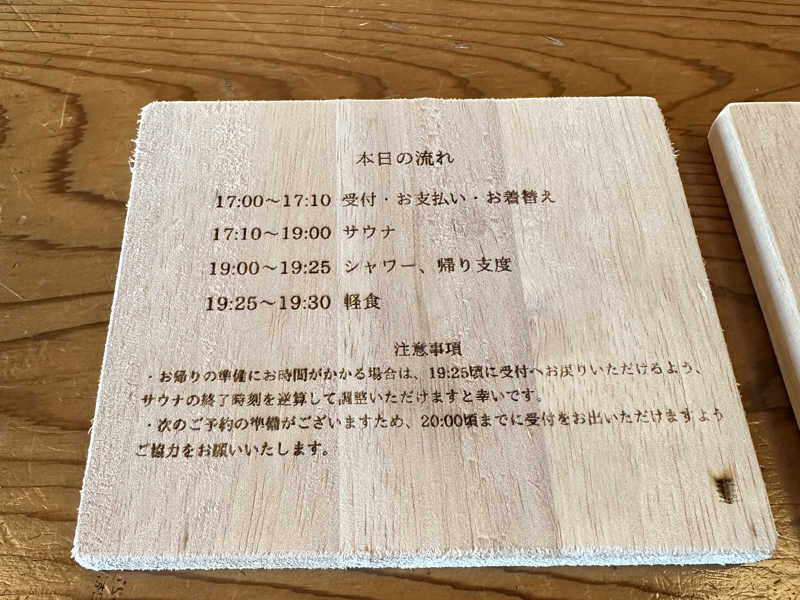 本日の流れ
17:00〜17:10 受付・お支払い・お着替え
17:10〜19:00 サウナ
19:00〜19:25 シャワー、帰り支度
19:25〜19:30 軽食
注意事項
・お帰りの準備にお時間がかかる場合は、19:25頃に受付へお戻りいただけるよう、
サウナの終了時刻を逆算して調整いただけますと幸いです。
・次のご予約の準備がございますため、20:00頃までに受付をお出いただけますよう
ご協力をお願いいたします。